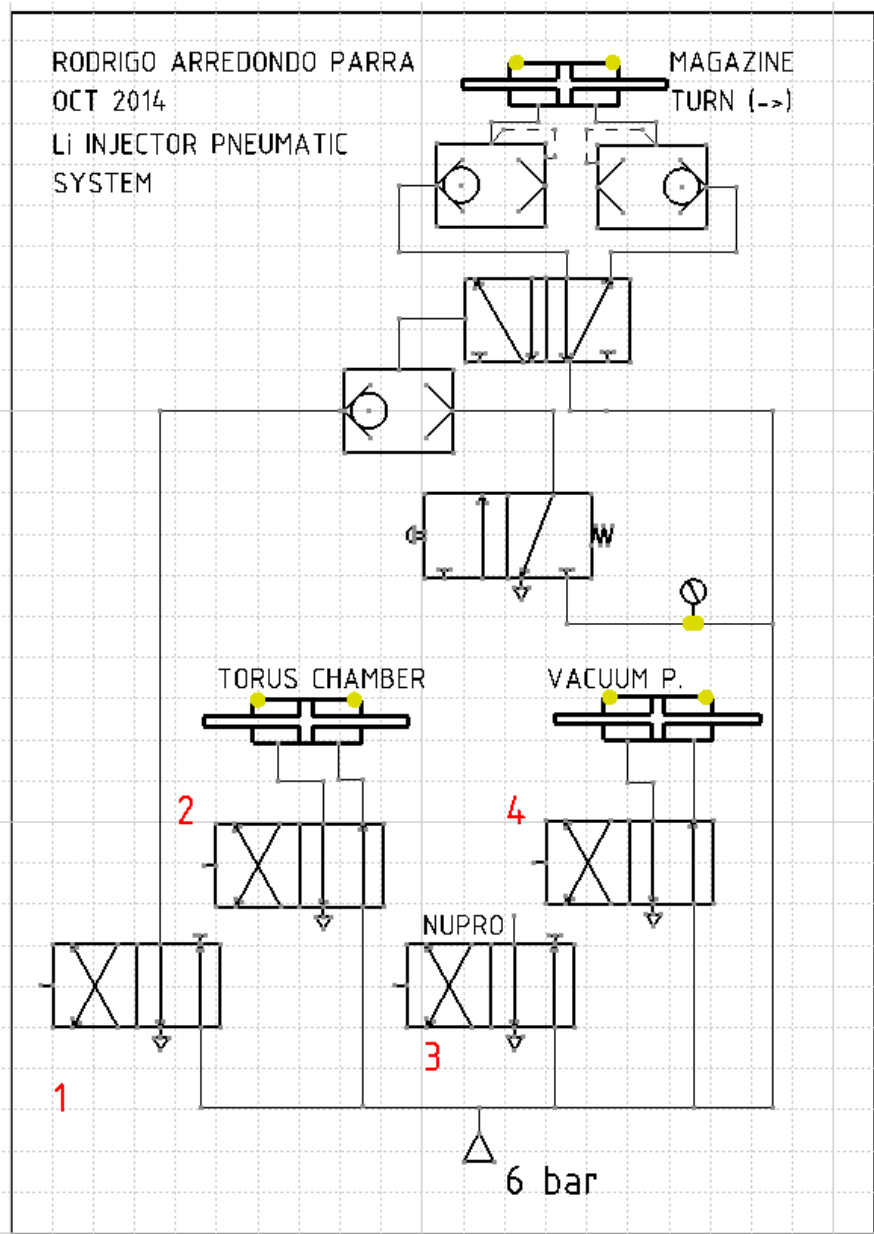 RODRIGO ARREDONDO PARRA
OCT 2014
Li INJECTOR PNEUMATIC
SYSTEM
MAGAZINE
TURN (->)
TORUS CHAMBER
VACUUM P.
2
4
NUPRO
3
1
6 bar